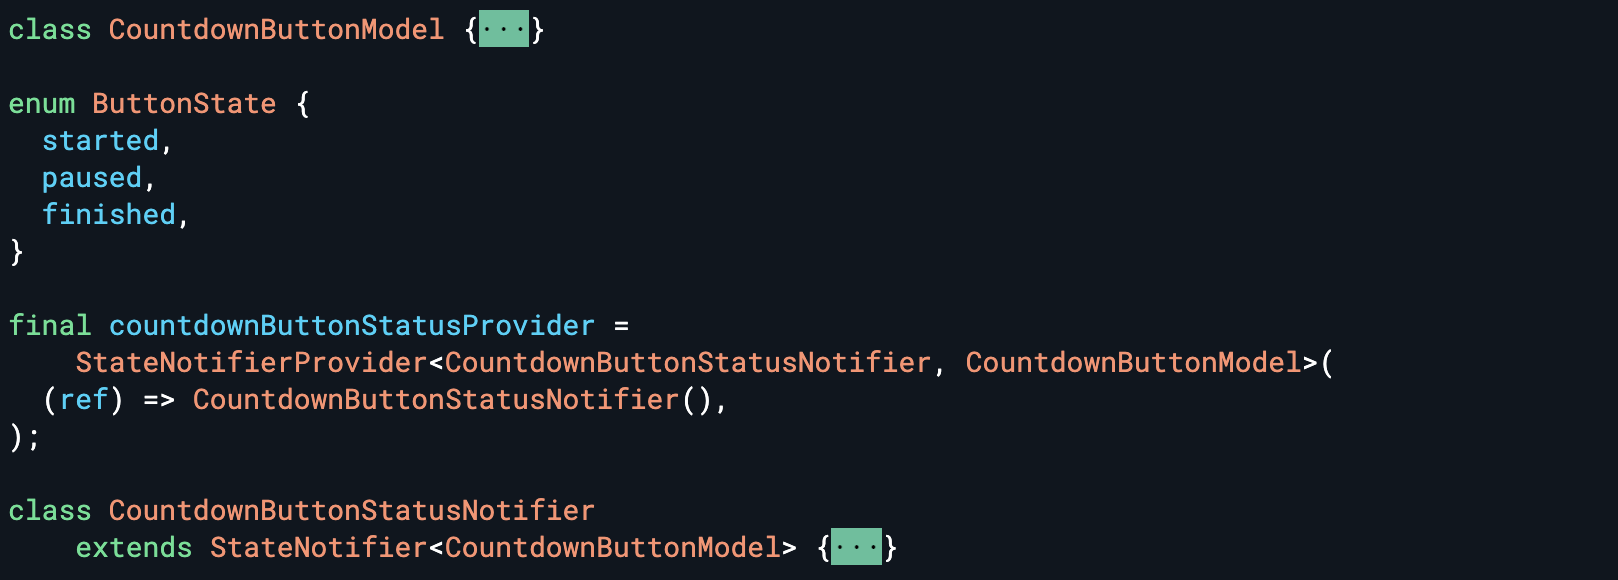 class CountdownButtonModel {···}
enum ButtonState {
started,
paused,
finished,
}
final countdownButtonStatusProvider =
StateNotifierProvider<CountdownButtonStatusNotifier, CountdownButtonModel>(
(ref) => CountdownButtonStatusNotifier(),
);
class CountdownButtonStatusNotifier
extends StateNotifier<CountdownButtonModel> {···}